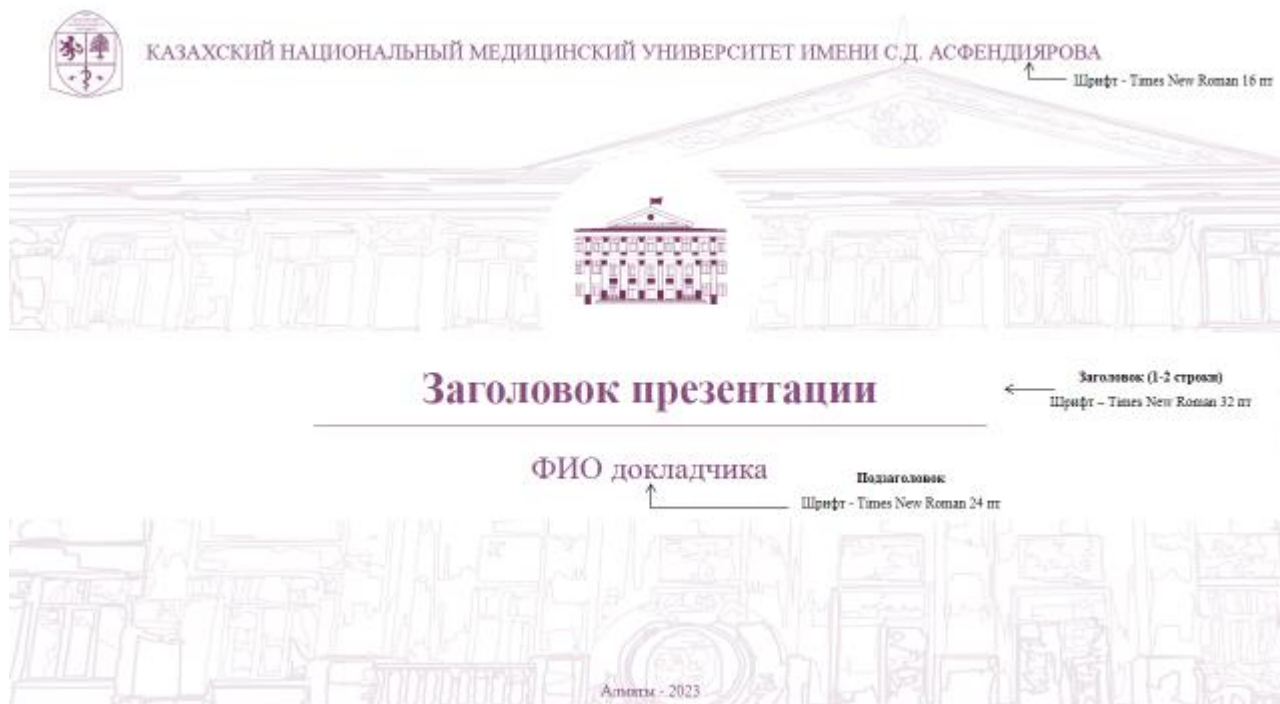 КАЗАХСКИЙ НАЦИОНАЛЬНЫЙ МЕДИЦИНСКИЙ УНИВЕРСИТЕТ ИМЕНИ С.Д. АСФЕНДИЯРОВА
Шрифт - Times New Roman 16 пт
Заголовок презентации
Заголовок (1-2 строки)
Шрифт – Times New Roman 32 пт
ФИО докладчика
Подзаголовок
Шрифт - Times New Roman 24 пт
Алматы - 2023